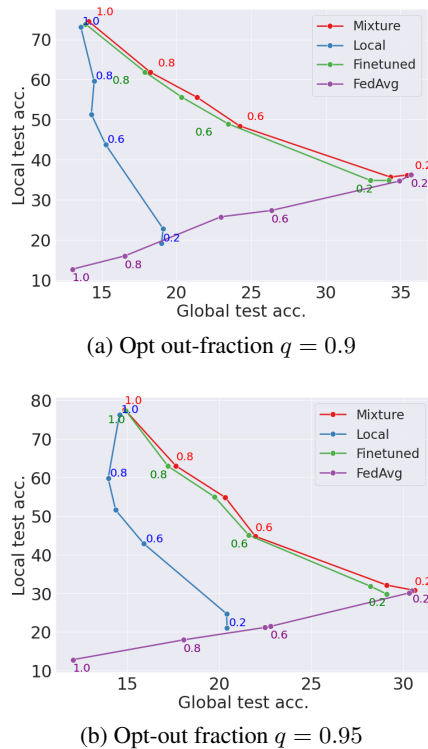 1.0
1.0
0.8
0.8
0.8
0.6
0.6
0.6
0.2
0.2
0.2
0.2
0.6
0.8
1.0
Mixture
Local
Finetuned
FedAvg
70
60
50
40
30
20
10
Local test acc.
15 20 25 30 35
Global test acc.
(a) Opt out-fraction q = 0.9
1.0
1.0
1.0
0.8
0.8
0.8
0.6
0.6
0.6
0.2
0.2
0.2
0.2
0.6
0.8
1.0
Mixture
Local
Finetuned
FedAvg
80
70
60
50
40
30
20
10
Local test acc.
15 20 25 30
Global test acc.
(b) Opt-out fraction q = 0.95